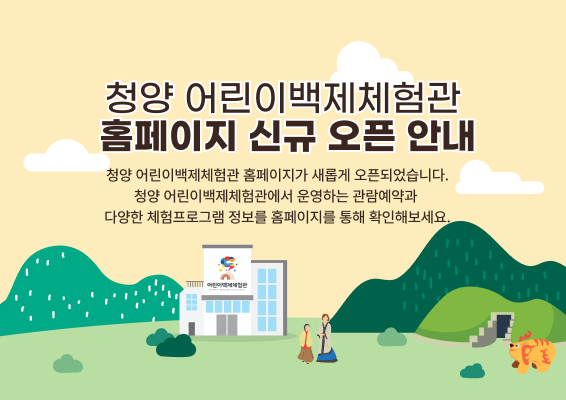 청양 어린이백제체험관
홈페이지 신규 오픈 안내
청양 어린이백제체험관 홈페이지가 새롭게 오픈되었습니다.
청양 어린이백제체험관에서 운영하는 관람예약과
다양한 체험프로그램 정보를 홈페이지를 통해 확인해보세요.
어린이백제체험관